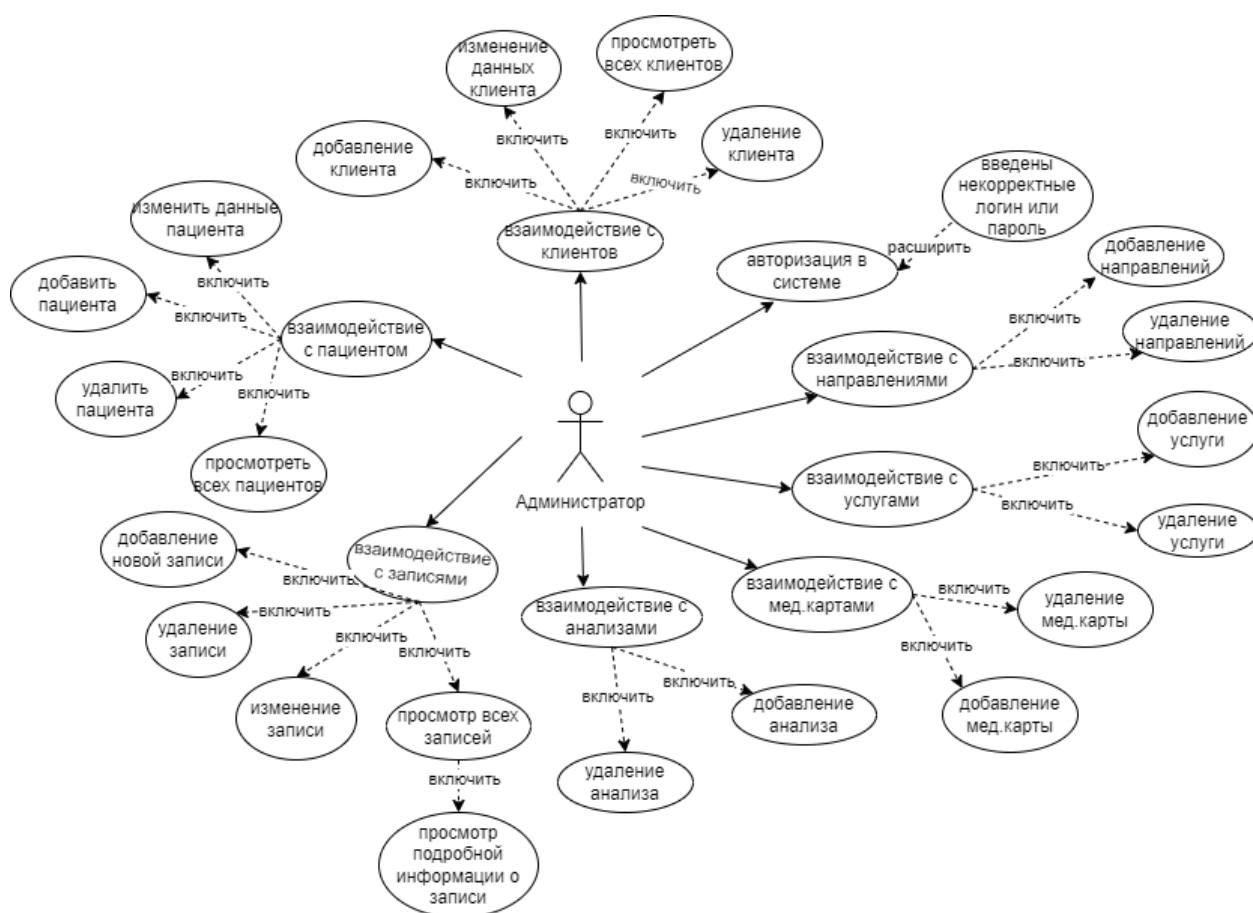 изменение
данных
клиента
просмотреть
всех клиентов
включить
включить
добавление
клиента
удаление
клиента
включить
включить
взаимодействие с
клиентов
введены
некорректные
логин или
пароль
расширить
авторизация в
системе
изменить данные
пациента
включить
добавить
пациента
включить
взаимодействие
с пациентом
включить
удалить
пациента
включить
просмотреть
всех пациентов
добавление
направлений
включить
удаление
направлений
включить
взаимодействие с
направлениями
добавление
услуги
включить
взаимодействие с
услугами
включить
удаление
услуги
Администратор
добавление
новой записи
взаимодействие
с записями
включить
включить
удаление
записи
включить
включить
изменение
записи
просмотр всех
записей
включить
просмотр
подробной
информации о
записи
взаимодействие с
анализами
включить
включить
добавление
анализа
удаление
анализа
взаимодействие с
мед.картами
включить
удаление
мед.карты
включить
добавление
мед.карты